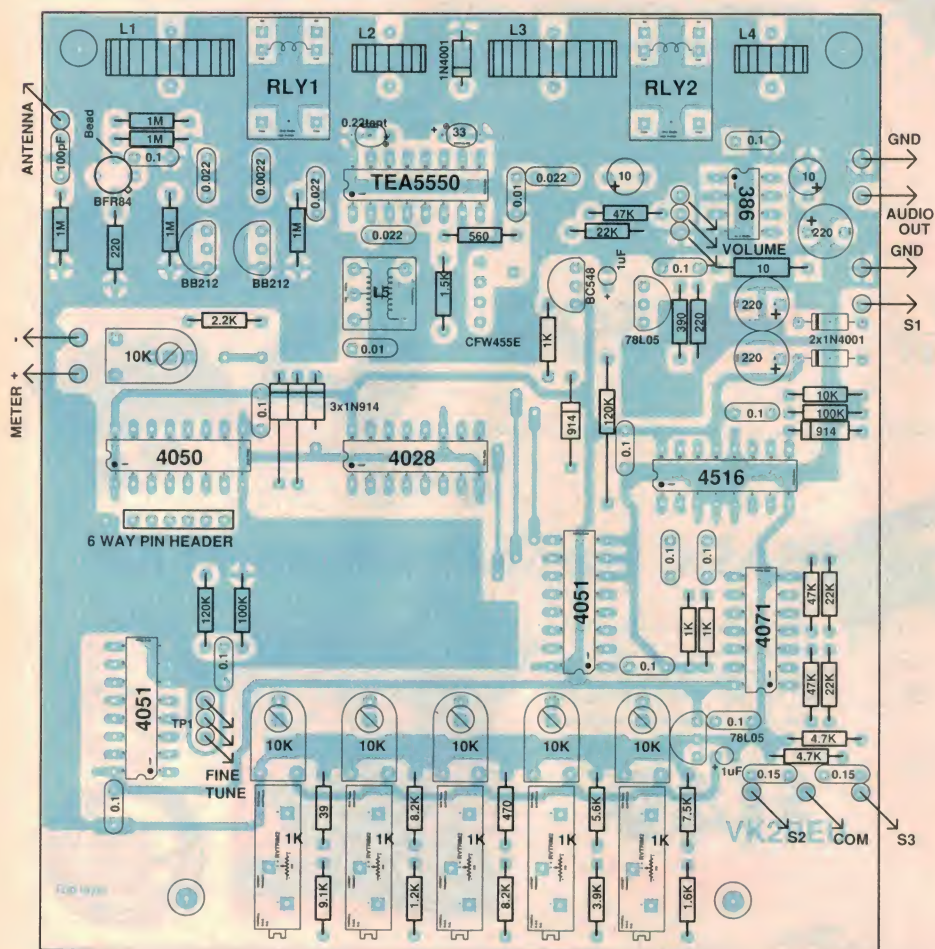 L1
L2
L3
L4
RLY1
1N4001
RLY2
ANTENNA
100pF
Bead
1M
1M
0.1
BFR84
0.022
0.0022
0.022
0.22tant
33
TEA5550
0.01
0.022
10
386
10
0.1
GND
AUDIO
OUT
220
GND
S1
1M
220
1M
1M
BB212
BB212
0.022
560
47K
22K
VOLUME
10
1uF
0.1
BC548
L5
1.5K
CFW455E
1K
78L05
390
220
220
220
2x1N4001
2.2K
-
METER +
10K
0.01
0.1
3x1N914
914
120K
0.1
0.1
10K
100K
914
4050
4028
4516
6 WAY PIN HEADER
120K
100K
0.1
4051
0.1
0.1
1K
1K
4071
47K
22K
47K
22K
0.1
4051
TP1
FINE
TUNE
0.1
10K
10K
10K
10K
10K
78L05
0.1
1uF
4.7K
4.7K
0.15
0.15
S2
COM
S3
39
8.2K
470
5.6K
7.5K
1K
1K
1K
1K
1K
9.1K
1.2K
8.2K
3.9K
1.6K
Top layer